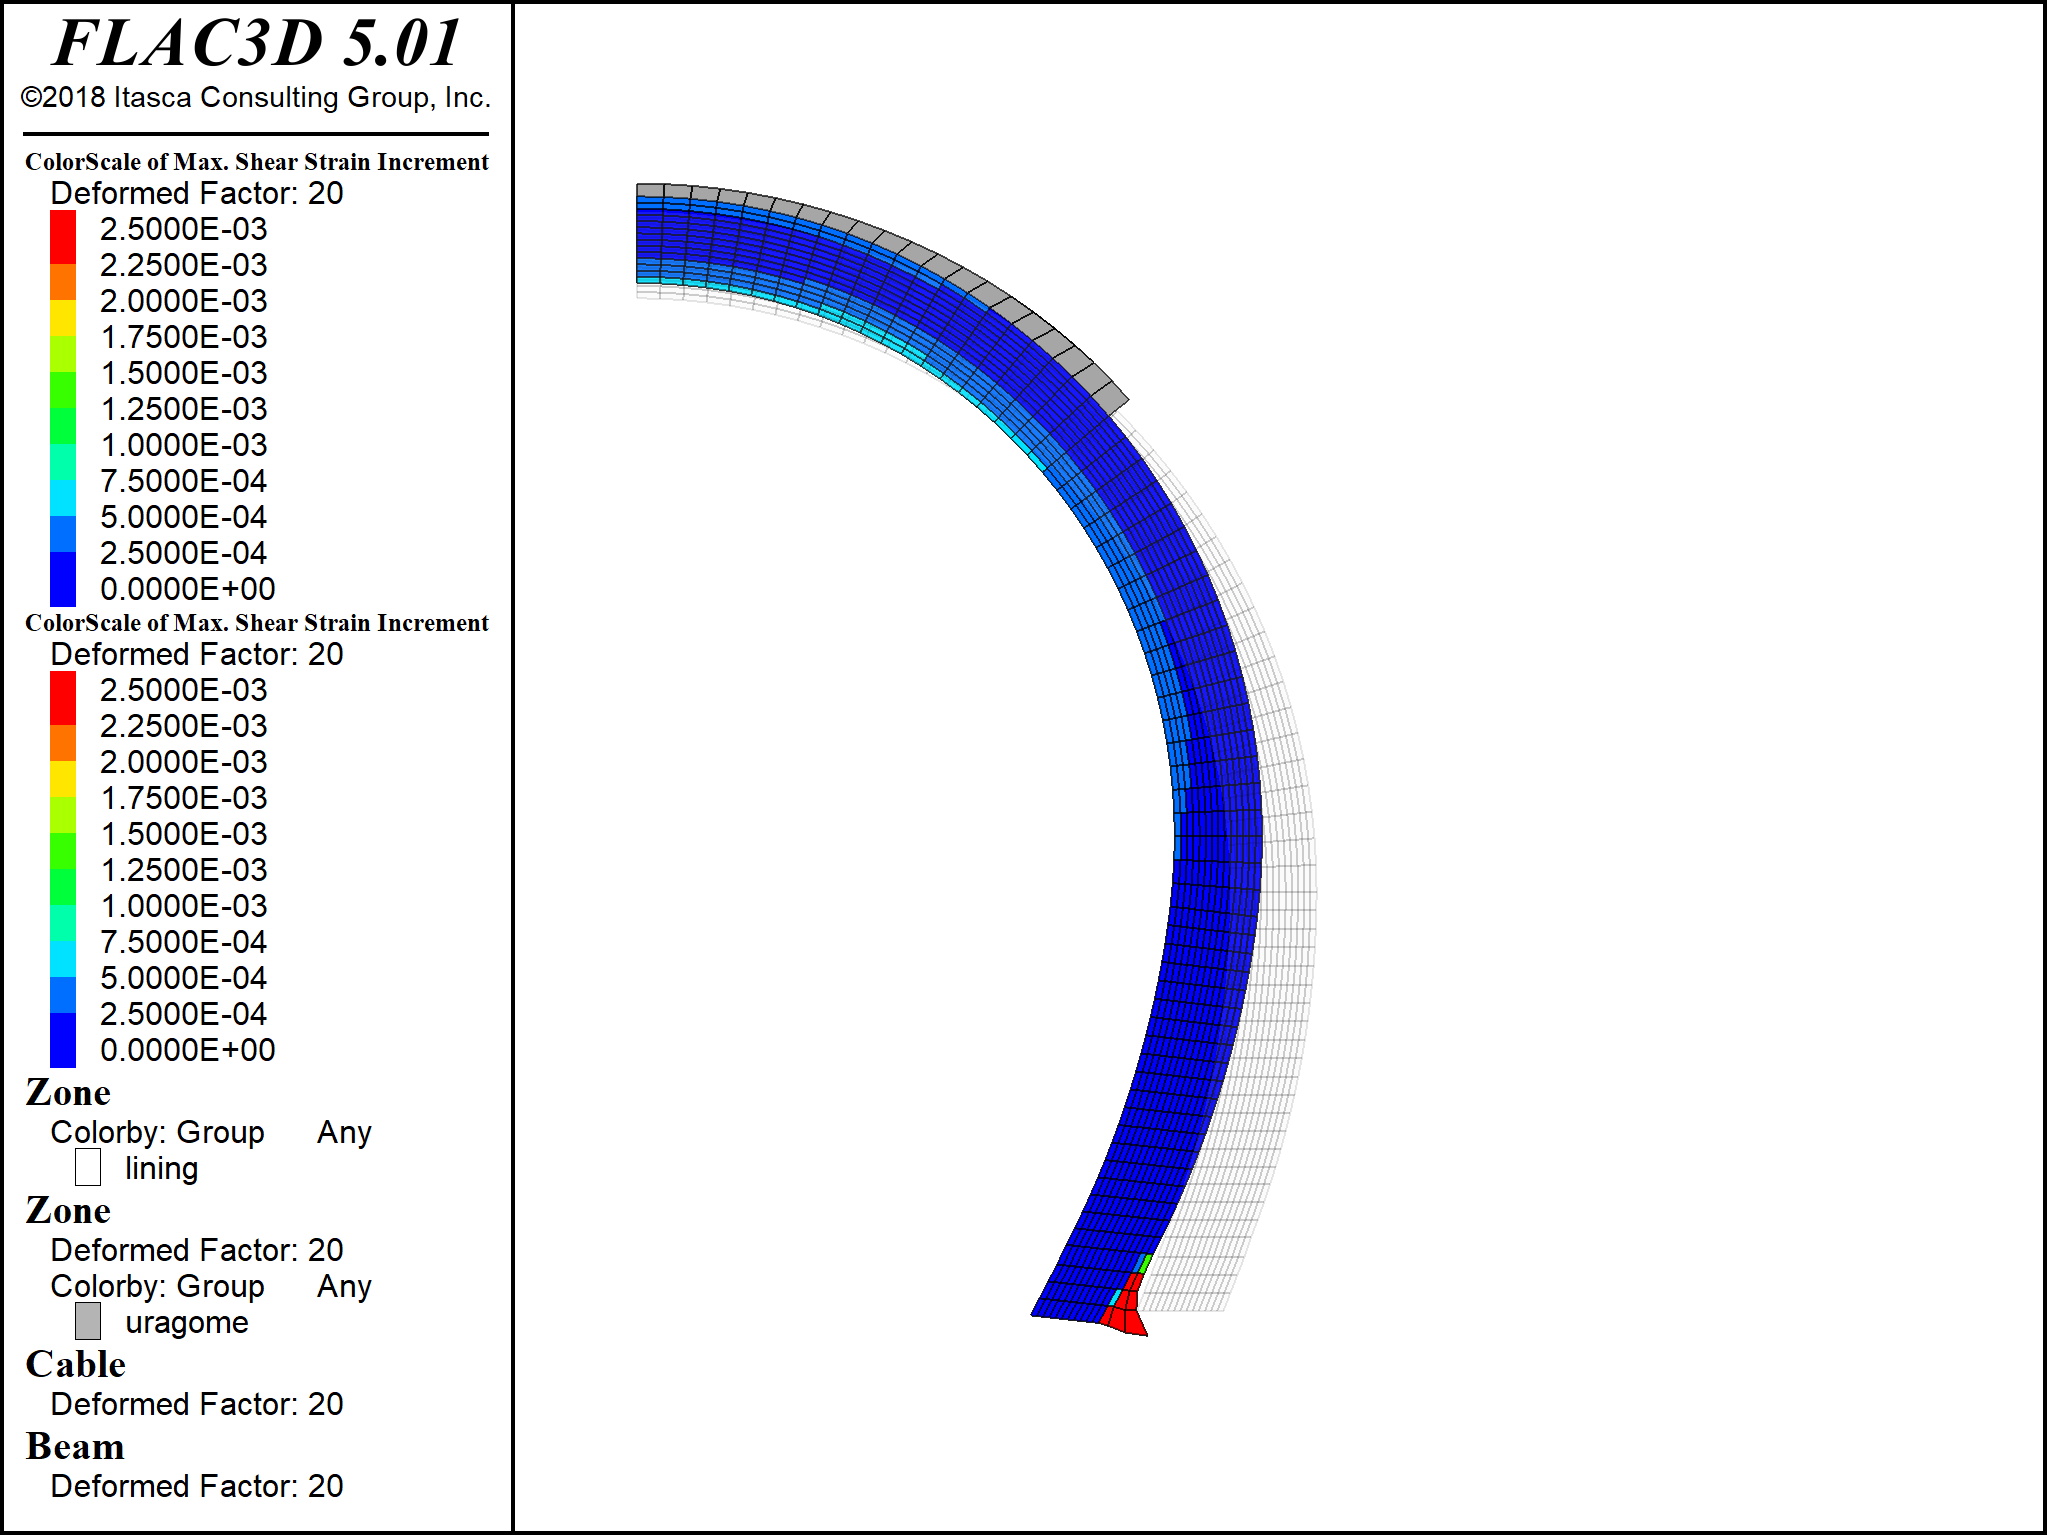 FLAC3D 5.01
©2018 Itasca Consulting Group, Inc.
ColorScale of Max. Shear Strain Increment
Deformed Factor: 20
2.5000E-03
2.2500E-03
2.0000E-03
1.7500E-03
1.5000E-03
1.2500E-03
1.0000E-03
7.5000E-04
5.0000E-04
2.5000E-04
0.0000E+00
ColorScale of Max. Shear Strain Increment
Deformed Factor: 20
2.5000E-03
2.2500E-03
2.0000E-03
1.7500E-03
1.5000E-03
1.2500E-03
1.0000E-03
7.5000E-04
5.0000E-04
2.5000E-04
0.0000E+00
Zone
Colorby: Group Any
lining
Zone
Deformed Factor: 20
Colorby: Group Any
uragome
Cable
Deformed Factor: 20
Beam
Deformed Factor: 20